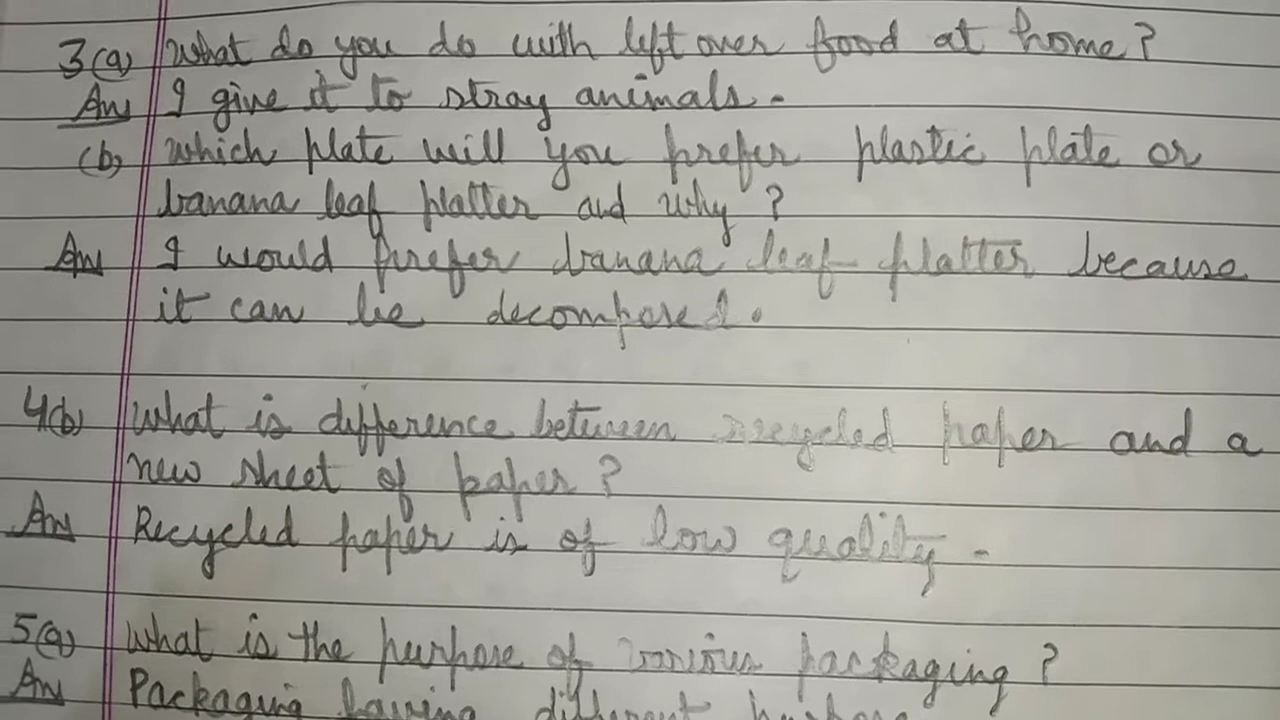 3(a) What do you do with left over food at home?
Ans I give it to stray animals.
(b) which plate will you prefer plastic plate or
banana leaf platter and why?
Ans I would prefer banana leaf platter because
it can be decomposed.
4(b) What is difference between recycled paper and a
new sheet of paper?
Ans Recycled paper is of low quality.
5(a) What is the purpose of various packaging?
Ans Packaging having different purpose